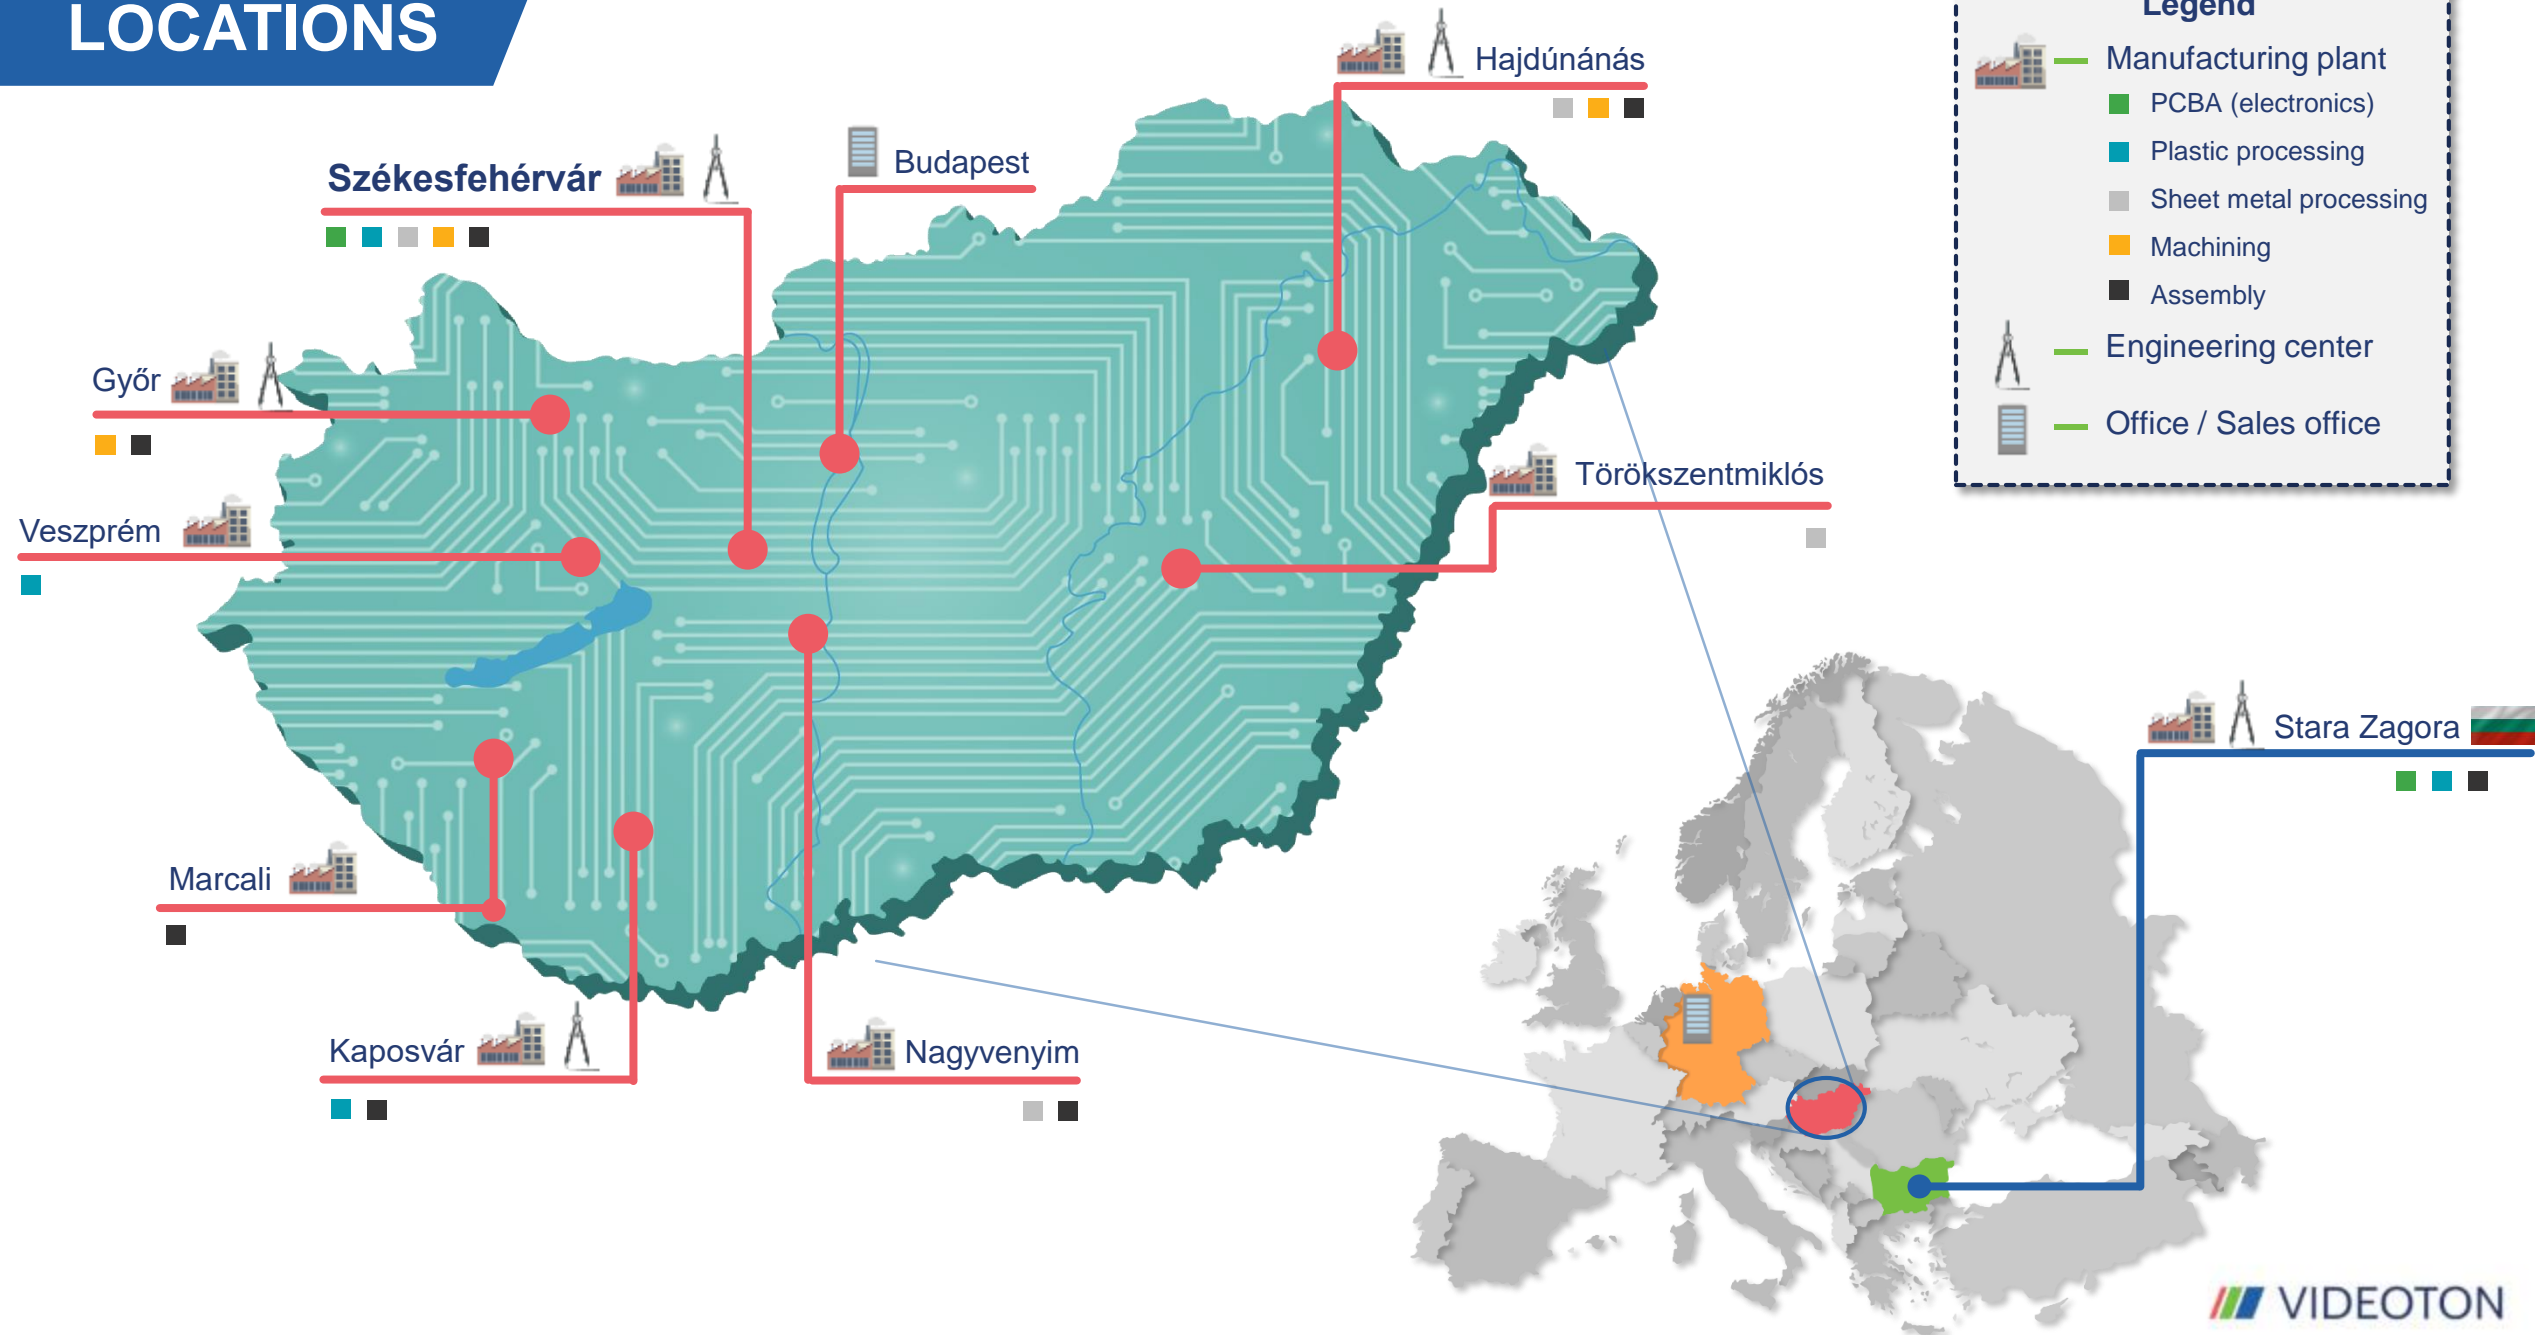 LOCATIONS
Hajdúnánás
Székesfehérvár
Budapest
Győr
Veszprém
Törökszentmiklós
Marcali
Kaposvár
Nagyvenyim
Legend
Manufacturing plant
PCBA (electronics)
Plastic processing
Sheet metal processing
Machining
Assembly
Engineering center
Office / Sales office
Stara Zagora
VIDEOTON